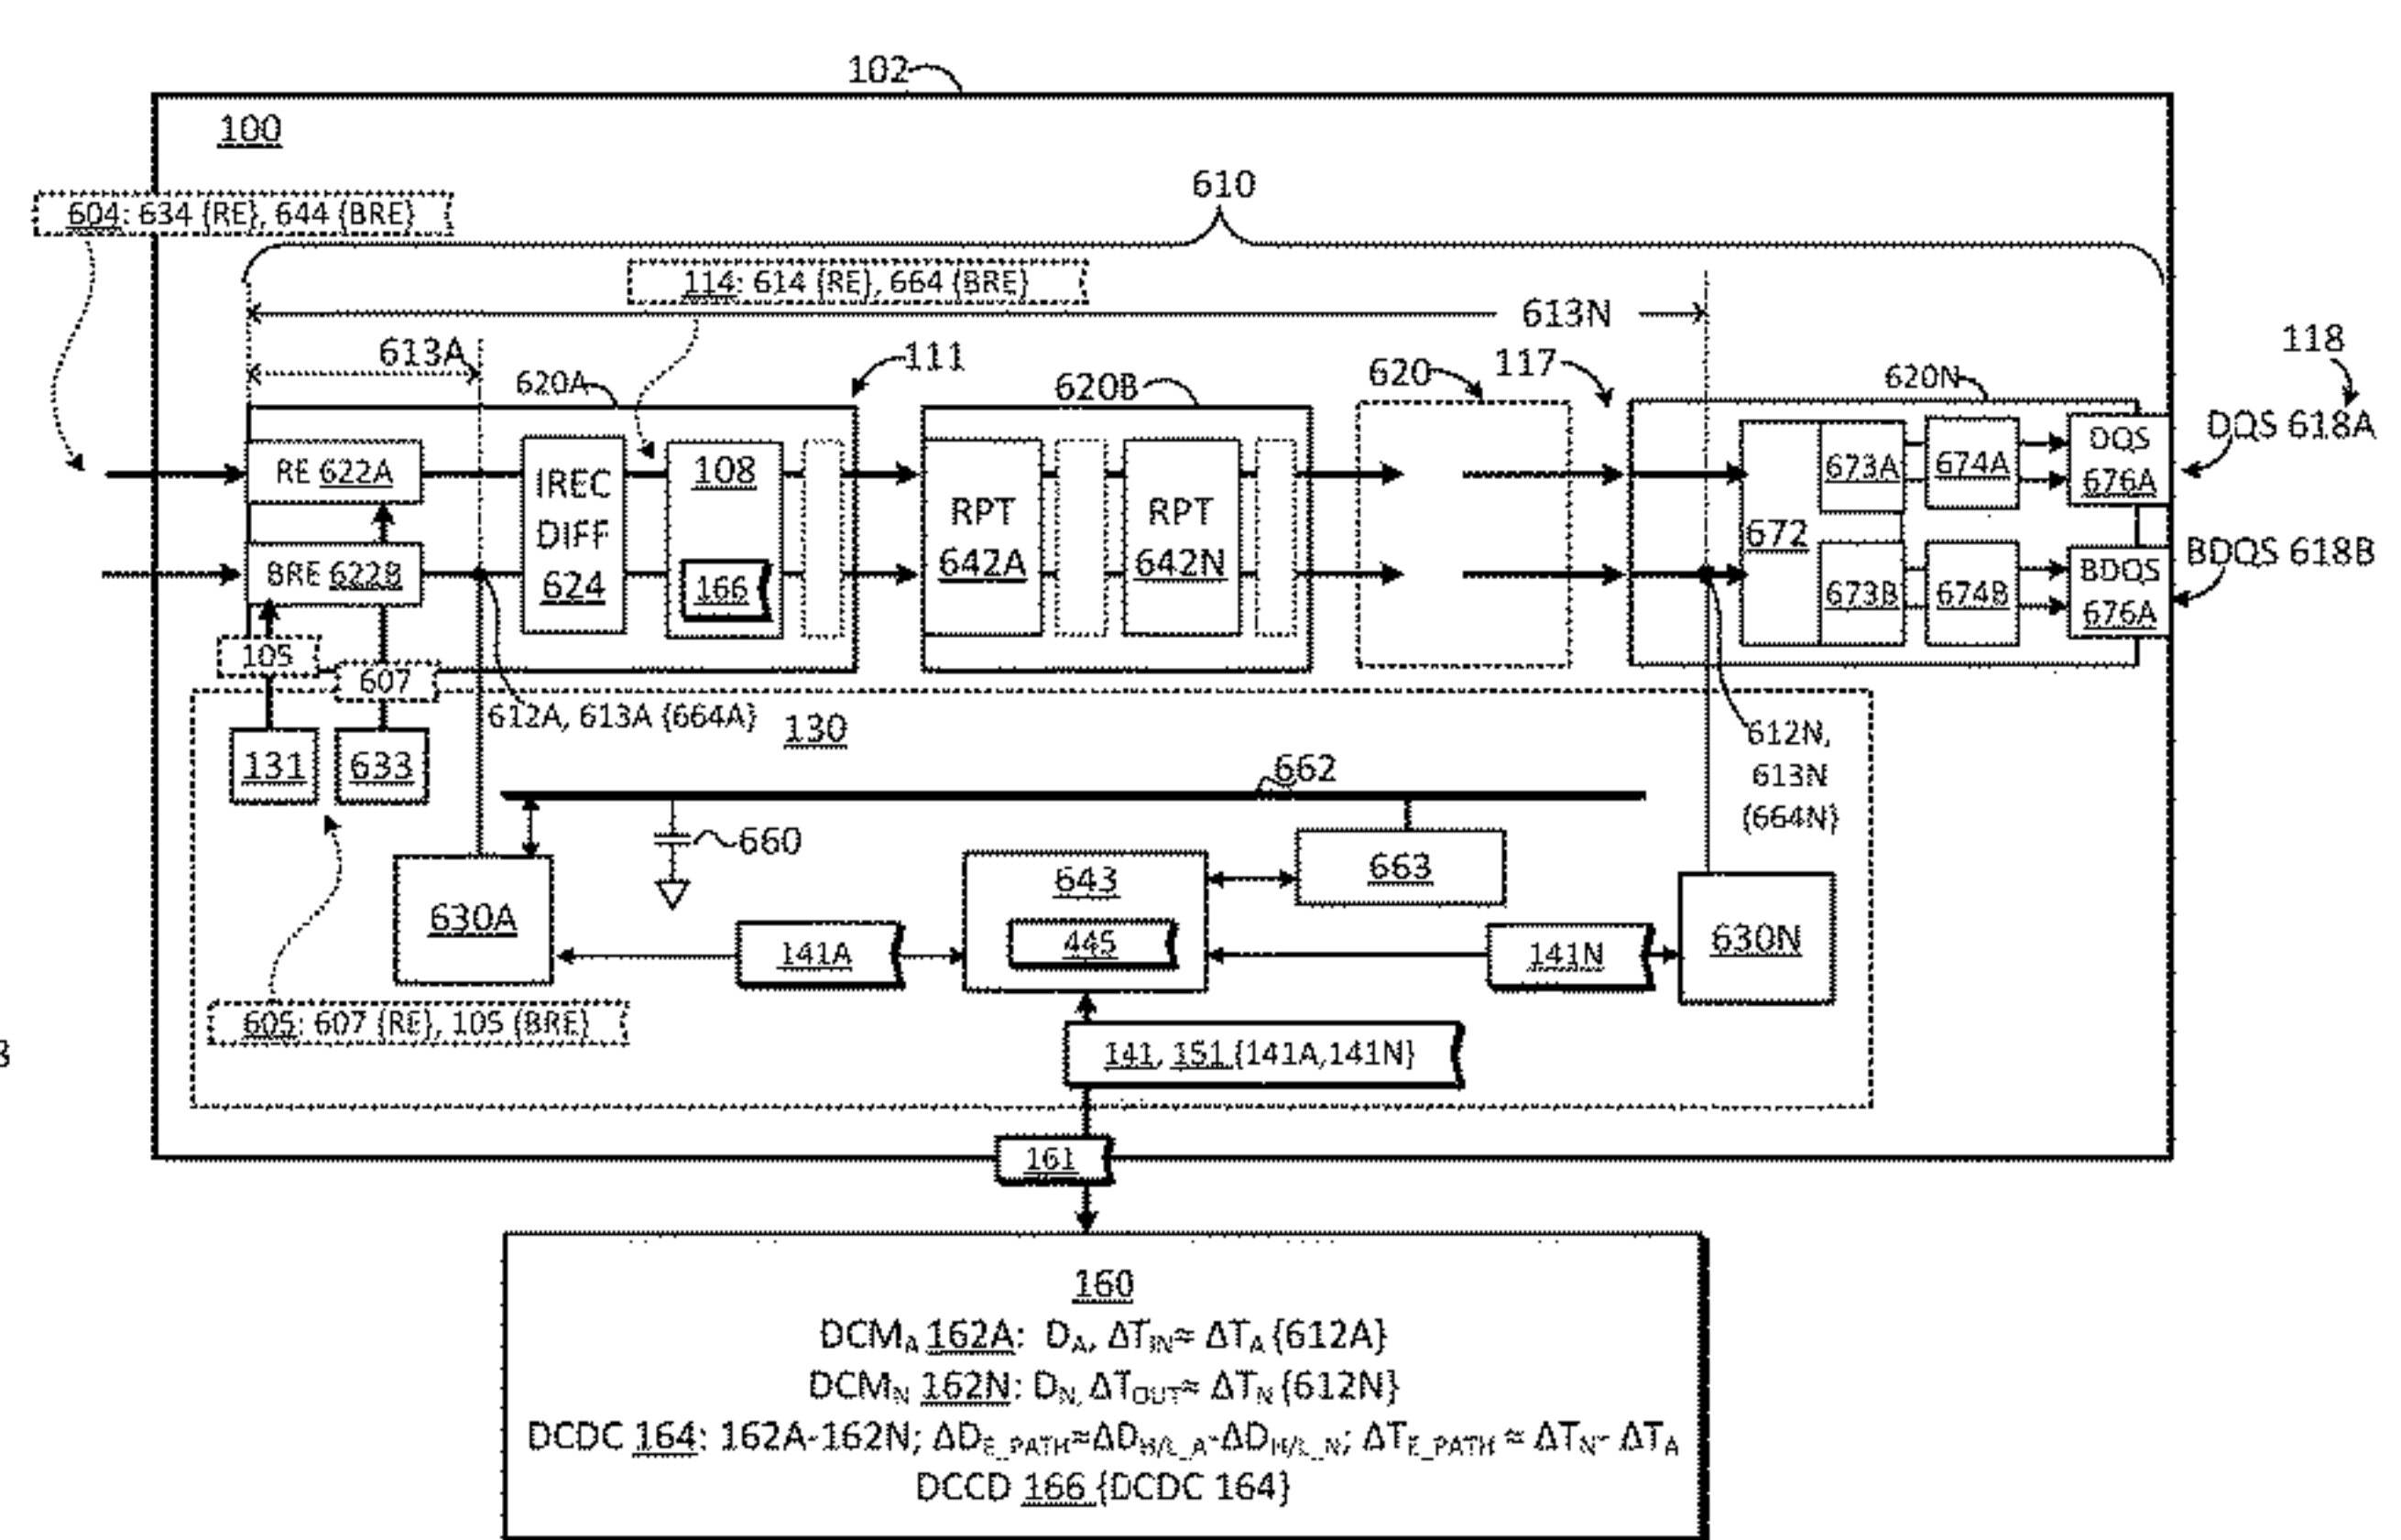 102
100
610
604: 634 {RE}, 644 {BRE}
114: 614 {RE}, 664 {BRE}
613N
613A
111
117
118
620A
620B
620
620N
DQS 618A
RE 622A
IREC
DIFF
624
108
166
RPT
642A
RPT
642N
672
673A
674A
DQS
676A
BDQS 618B
BRE 622B
673B
674B
BDQS
676A
105
607
612A, 613A {664A}
130
131
633
612N,
613N
{664N}
662
660
663
643
445
630A
141A
141N
630N
605: 607 {RE}, 105 {BRE}
141, 151 {141A,141N}
161
160
DCMA 162A: DA, ΔTIN≈ ΔTA {612A}
DCMN 162N: DN, ΔTOUT≈ ΔTN {612N}
DCDC 164: 162A-162N; ΔDE_PATH≈ΔDH/L_A-ΔDH/L_N; ΔTE_PATH ≈ ΔTN- ΔTA
DCCD 166 {DCDC 164}